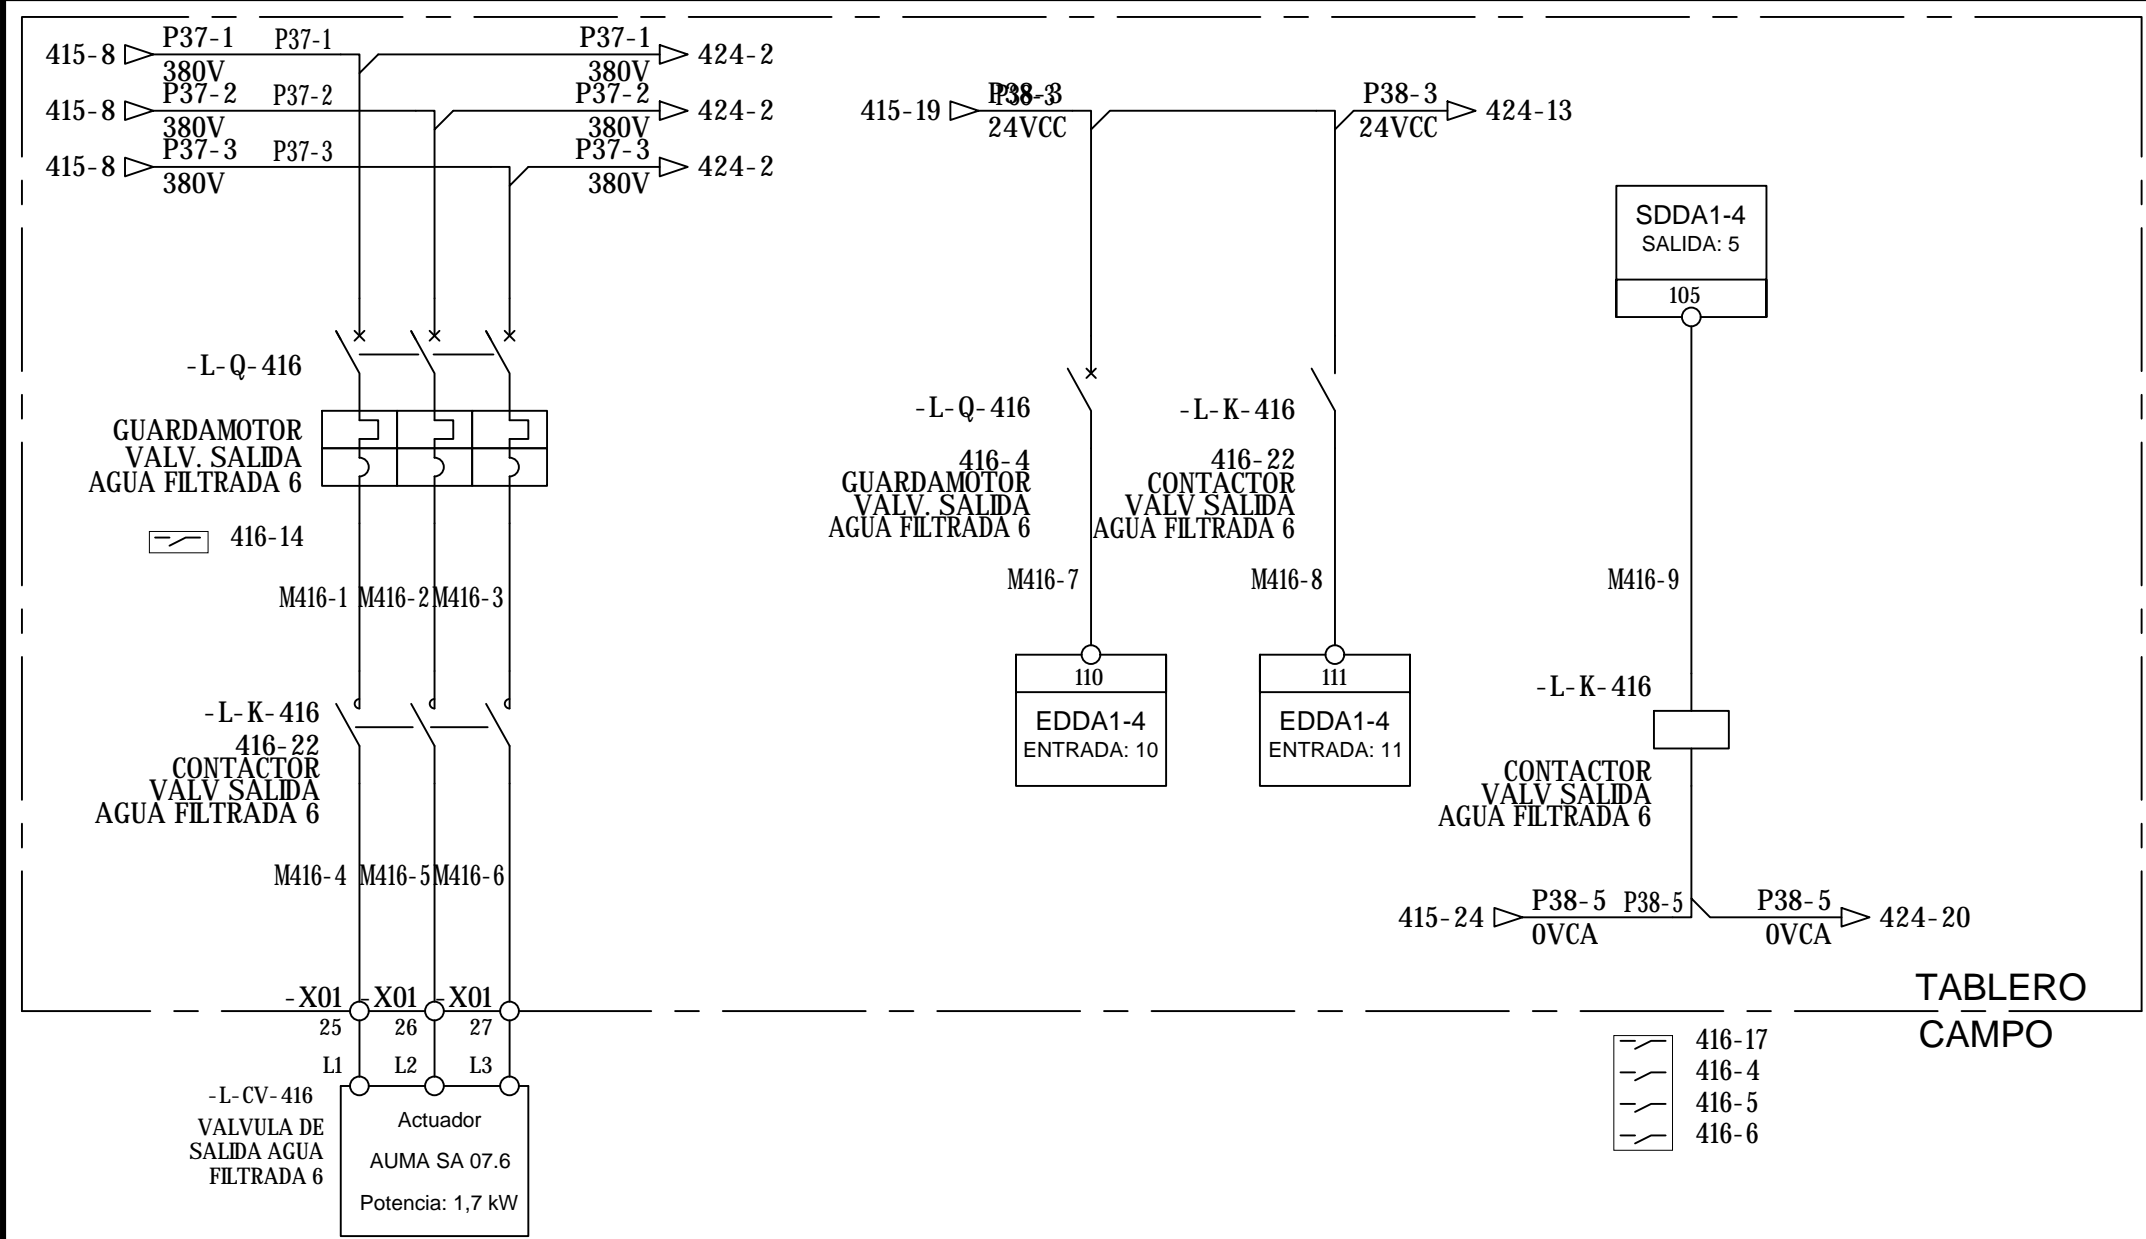 415-8 P37-1 P37-1 P37-1 424-2
380V 380V
415-8 P37-2 P37-2 P37-2 424-2
380V 380V
415-8 P37-3 P37-3 P37-3 424-2
380V 380V
415-19 P38-3 P38-3 P38-3 424-13
24VCC 24VCC
SDDA1-4
SALIDA: 5
105
-L-Q-416
GUARDAMOTOR
VALV. SALIDA
AGUA FILTRADA 6
416-14
M416-1 M416-2 M416-3
-L-K-416
416-22
CONTACTOR
VALV SALIDA
AGUA FILTRADA 6
M416-4 M416-5 M416-6
-X01 -X01 -X01
25 26 27
L1 L2 L3
-L-CV-416
VALVULA DE
SALIDA AGUA
FILTRADA 6
Actuador
AUMA SA 07.6
Potencia: 1,7 kW
-L-Q-416
416-4
GUARDAMOTOR
VALV. SALIDA
AGUA FILTRADA 6
M416-7
110
EDDA1-4
ENTRADA: 10
-L-K-416
416-22
CONTACTOR
VALV SALIDA
AGUA FILTRADA 6
M416-8
111
EDDA1-4
ENTRADA: 11
M416-9
-L-K-416
CONTACTOR
VALV SALIDA
AGUA FILTRADA 6
415-24 P38-5 P38-5 P38-5 424-20
0VCA 0VCA
TABLERO
CAMPO
416-17
416-4
416-5
416-6